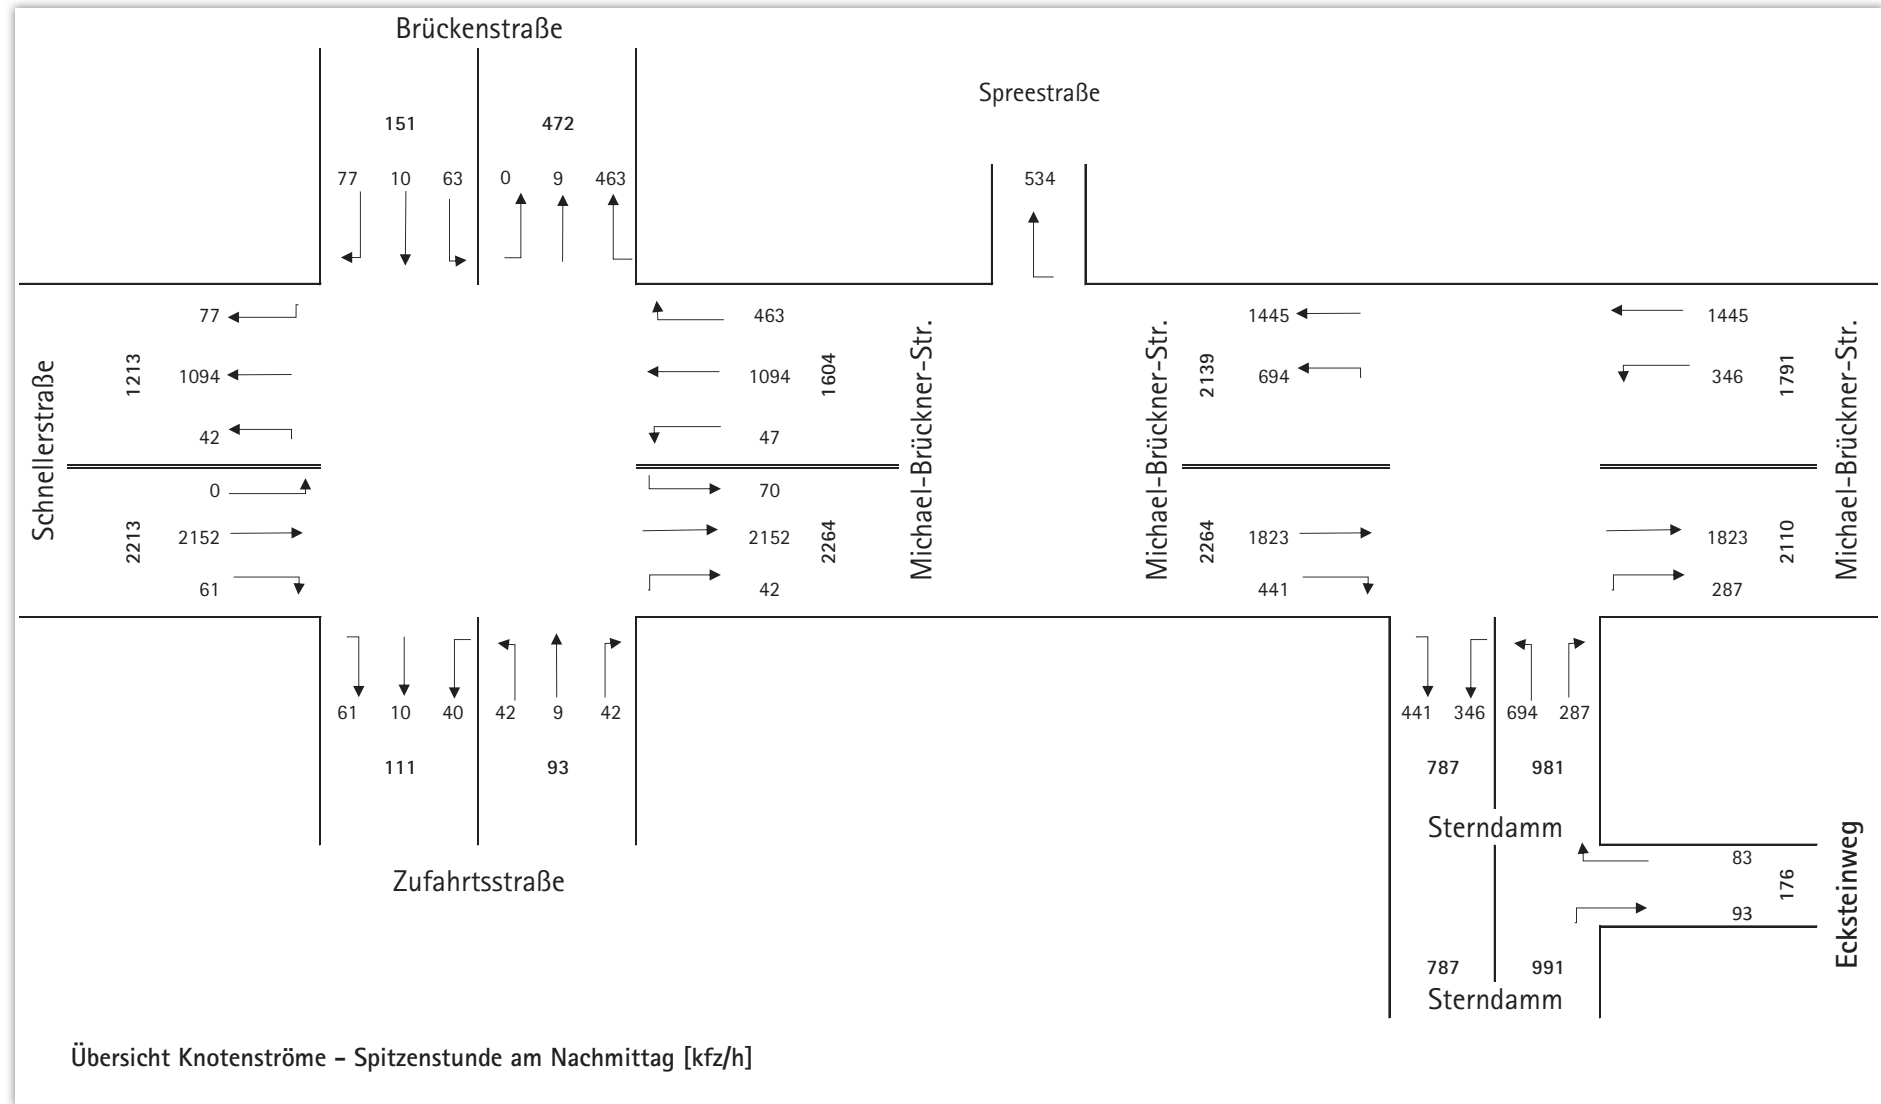 Brückenstraße
Spreestraße
151 472
77 10 63 0 9 463
534
77 463 1445 1445
1213 1604 2139 1791
1094 1094 694 346
42 47
Schnellerstraße
Michael-Brückner-Str.
Michael-Brückner-Str.
Michael-Brückner-Str.
0 70
2213 2152 2152 2264 2264 1823 1823 2110
61 42 441 287
61 10 40 42 9 42 441 346 694 287
111 93 787 981
Sterndamm
Zufahrtsstraße
83
176
93
Ecksteinweg
787 991
Sterndamm
Übersicht Knotenströme – Spitzenstunde am Nachmittag [kfz/h]